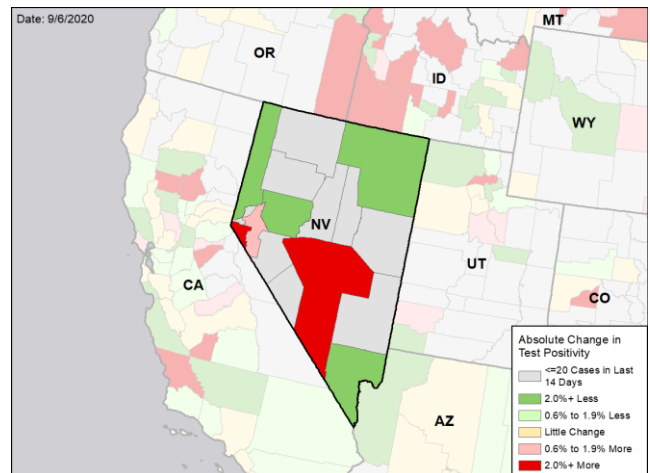 Date: 9/6/2020
MT
OR
ID
WY
NV
UT
CA
CO
AZ
Absolute Change in
Test Positivity
<=20 Cases in Last
14 Days
2.0%+ Less
0.6% to 1.9% Less
Little Change
0.6% to 1.9% More
2.0%+ More